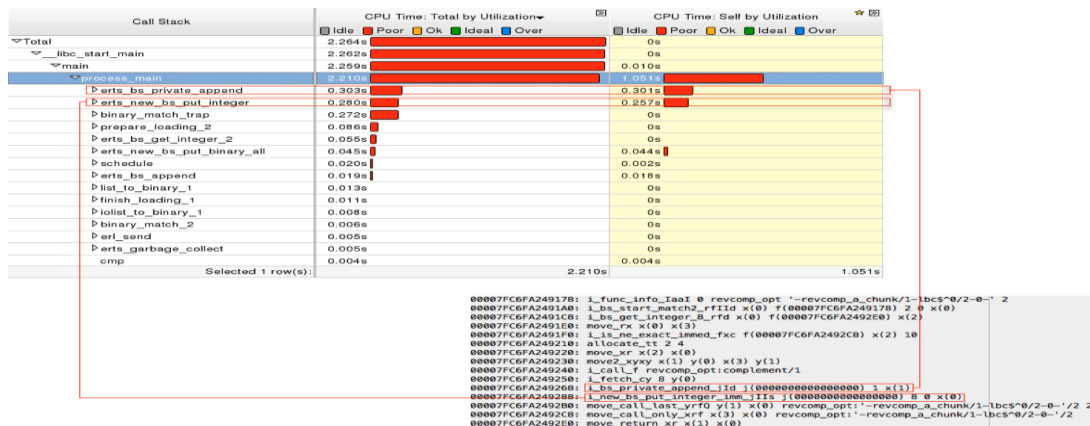 Call Stack CPU Time: Total by Utilization CPU Time: Self by Utilization
Idle Poor Ok Ideal Over Idle Poor Ok Ideal Over
Total 2.264s 0s
__libc_start_main 2.262s 0s
main 2.259s 0.010s
process_main 2.210s 1.051s
erts_bs_private_append 0.303s 0.301s
erts_new_bs_put_integer 0.280s 0.257s
binary_match_trap 0.272s 0s
prepare_loading_2 0.086s 0s
erts_bs_get_integer_2 0.055s 0s
erts_new_bs_put_binary_all 0.045s 0.044s
schedule 0.020s 0.002s
erts_bs_append 0.019s 0.018s
list_to_binary_1 0.013s 0s
finish_loading_1 0.011s 0s
iolist_to_binary_1 0.008s 0s
binary_match_2 0.006s 0s
erl_send 0.005s 0s
erts_garbage_collect 0.005s 0s
cmp 0.004s 0.004s
Selected 1 row(s): 2.210s 1.051s
00007FC6FA249178: i_func_info_IaaI 0 revcomp_opt '-revcomp_a_chunk/1-lbc$^0/2-0-' 2
00007FC6FA2491A0: i_bs_start_match2_rfIId x(0) f(00007FC6FA249178) 2 0 x(0)
00007FC6FA2491C8: i_bs_get_integer_8_rfd x(0) f(00007FC6FA2492E0) x(2)
00007FC6FA2491E0: move_rx x(0) x(3)
00007FC6FA2491F0: i_is_ne_exact_immed_fxc f(00007FC6FA2492C8) x(2) 10
00007FC6FA249210: allocate_tt 2 4
00007FC6FA249220: move_xr x(2) x(0)
00007FC6FA249230: move2_xyxy x(1) y(0) x(3) y(1)
00007FC6FA249240: i_call_f revcomp_opt:complement/1
00007FC6FA249250: i_fetch_cy 8 y(0)
00007FC6FA249268: i_bs_private_append_jId j(0000000000000000) 1 x(1)
00007FC6FA249288: i_new_bs_put_integer_imm_jIIs j(0000000000000000) 8 0 x(0)
00007FC6FA2492B0: move_call_last_yrfQ y(1) x(0) revcomp_opt:'-revcomp_a_chunk/1-lbc$^0/2-0-'/2 2
00007FC6FA2492C8: move_call_only_xrf x(3) x(0) revcomp_opt:'-revcomp_a_chunk/1-lbc$^0/2-0-'/2
00007FC6FA2492E0: move_return_xr x(1) x(0)